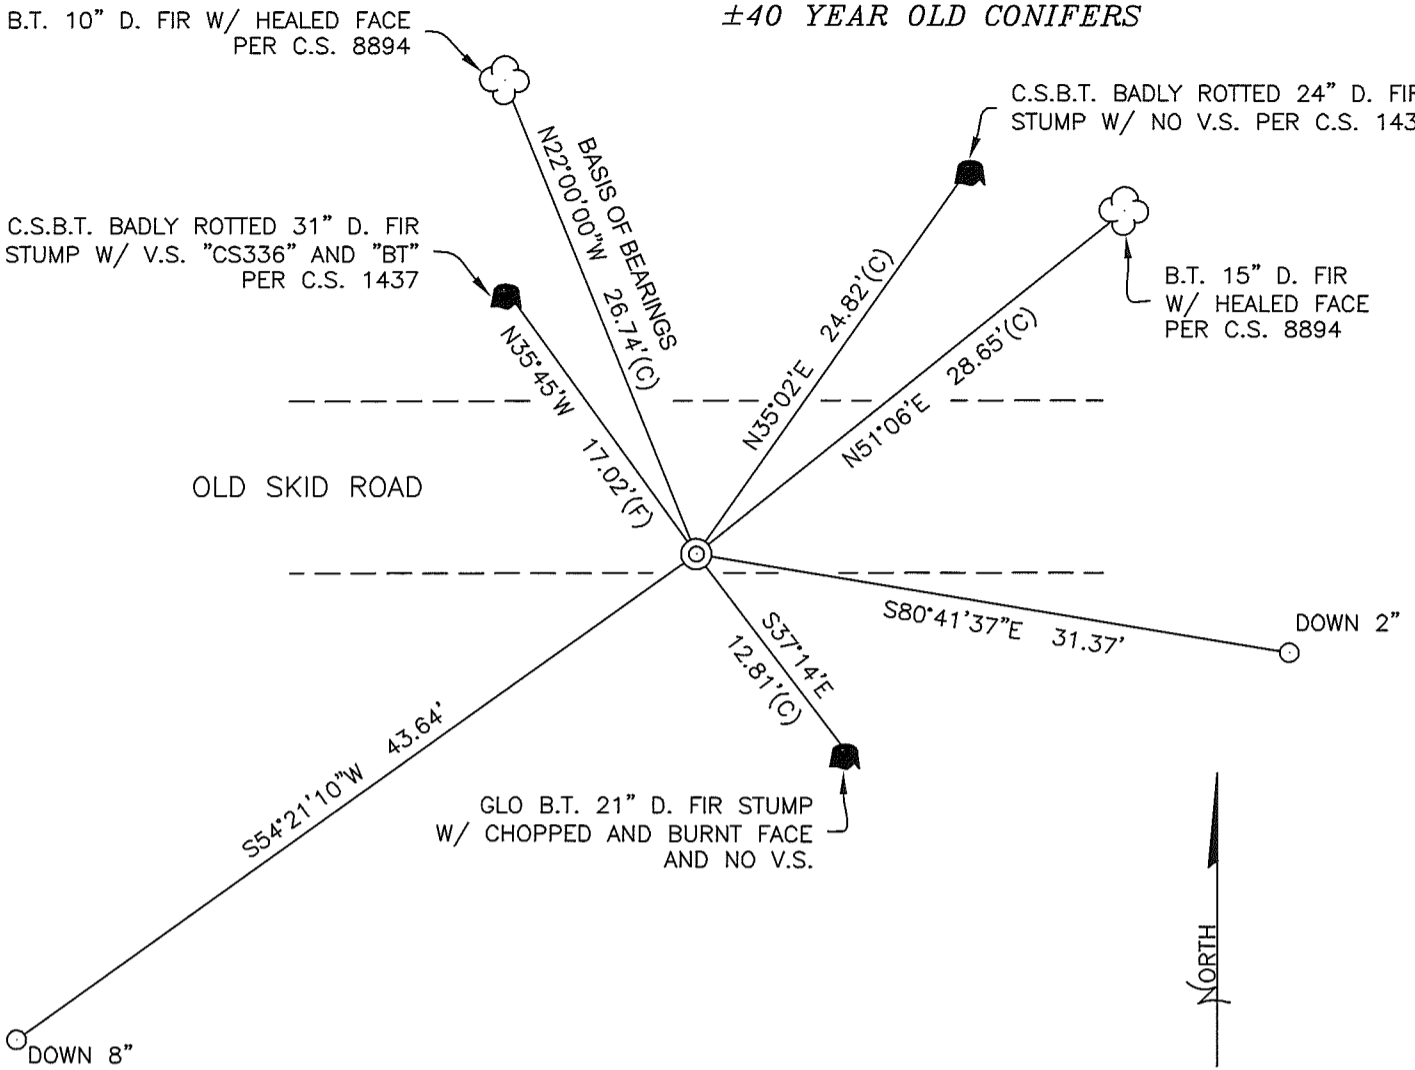 B.T. 10" D. FIR W/ HEALED FACE
PER C.S. 8894
±40 YEAR OLD CONIFERS
C.S.B.T. BADLY ROTTED 24" D. FIR
STUMP W/ NO V.S. PER C.S. 143
C.S.B.T. BADLY ROTTED 31" D. FIR
STUMP W/ V.S. "CS336" AND "BT"
PER C.S. 1437
BASIS OF BEARINGS
N22°00'00"W 26.74'(C)
N35°45'W 17.02'(F)
N35°02'E 24.82'(C)
N51°06'E 28.65'(C)
B.T. 15" D. FIR
W/ HEALED FACE
PER C.S. 8894
OLD SKID ROAD
S80°41'37"E 31.37'
DOWN 2"
S37°14'E
12.81'(C)
S54°21'10"W 43.64'
GLO B.T. 21" D. FIR STUMP
W/ CHOPPED AND BURNT FACE
AND NO V.S.
NORTH
DOWN 8"